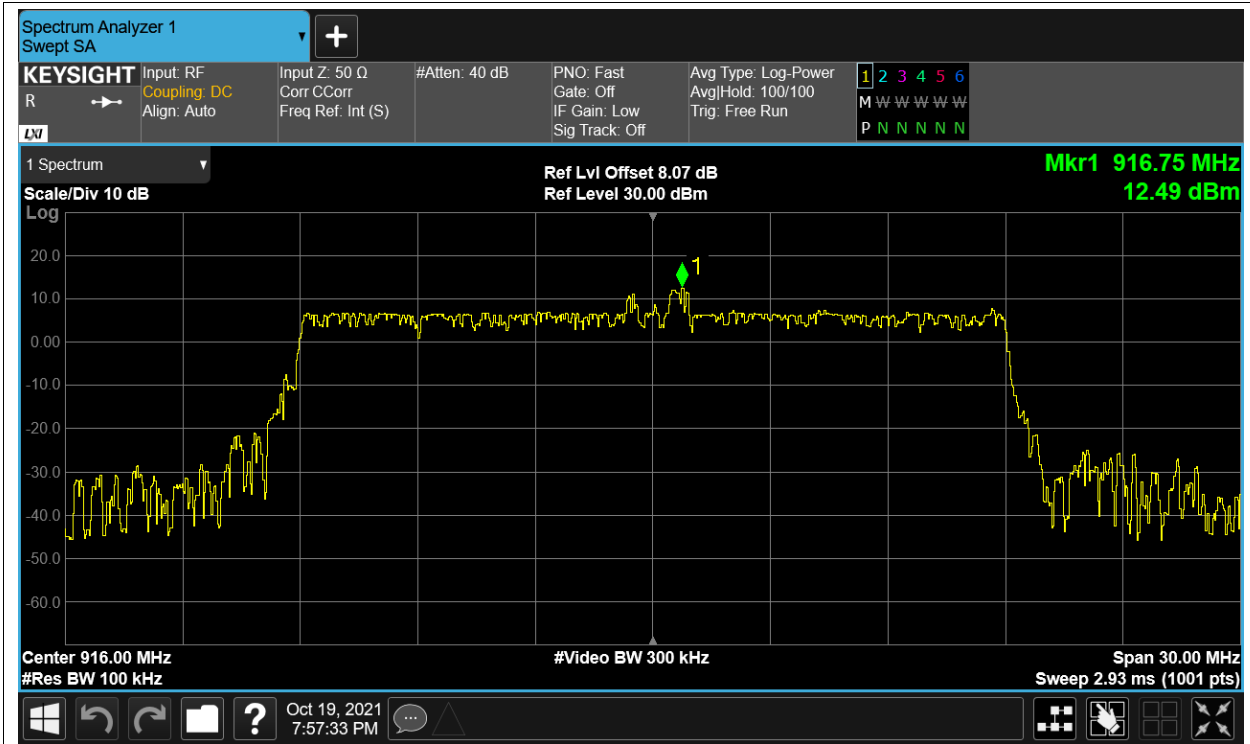 Spectrum Analyzer 1
Swept SA
KEYSIGHT
R
LXI
Input: RF
Coupling: DC
Align: Auto
Input Z: 50 Ω
Corr CCorr
Freq Ref: Int (S)
#Atten: 40 dB
PNO: Fast
Gate: Off
IF Gain: Low
Sig Track: Off
Avg Type: Log-Power
Avg|Hold: 100/100
Trig: Free Run
1 2 3 4 5 6
M W W W W W
P N N N N N
1 Spectrum
Scale/Div 10 dB
Ref Lvl Offset 8.07 dB
Ref Level 30.00 dBm
Mkr1 916.75 MHz
12.49 dBm
Log
20.0
10.0
0.00
-10.0
-20.0
-30.0
-40.0
-50.0
-60.0
1
Center 916.00 MHz
#Res BW 100 kHz
#Video BW 300 kHz
Span 30.00 MHz
Sweep 2.93 ms (1001 pts)
?
Oct 19, 2021
7:57:33 PM